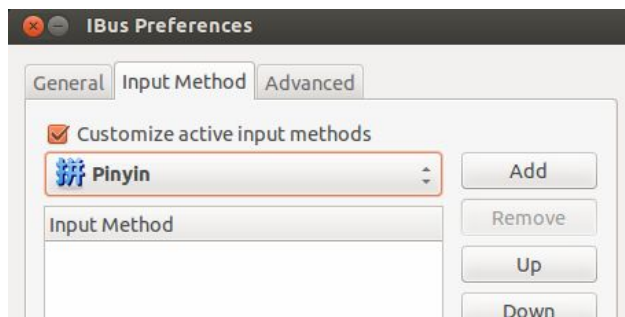 IBus Preferences
General Input Method Advanced
Customize active input methods
拼 Pinyin Add
Input Method Remove
Up
Down